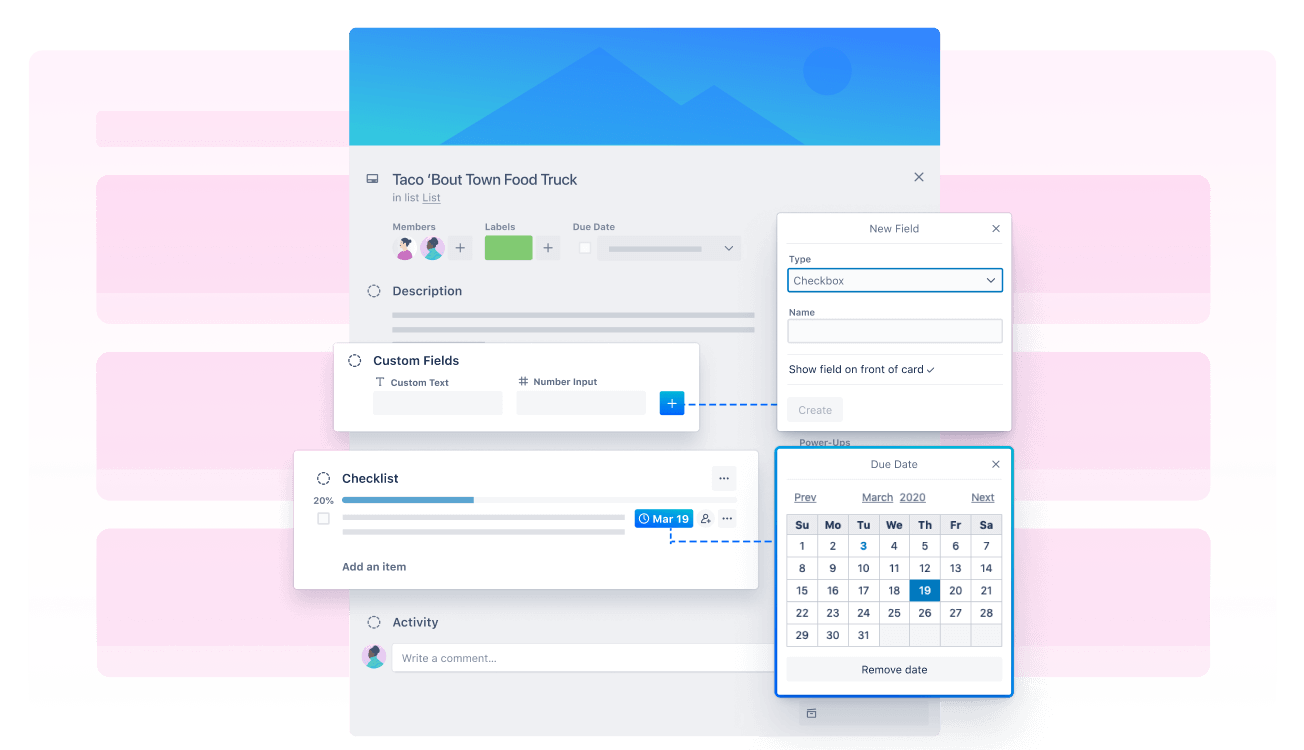 Taco ‘Bout Town Food Truck
in list List
Members
Labels
Due Date
Description
Custom Fields
Custom Text
Number Input
+
New Field
Type
Checkbox
Name
Show field on front of card ✓
Create
Power-Ups
Checklist
20%
Mar 19
Add an item
Due Date
Prev March 2020 Next
Su Mo Tu We Th Fr Sa
1 2 3 4 5 6 7
8 9 10 11 12 13 14
15 16 17 18 19 20 21
22 23 24 25 26 27 28
29 30 31
Remove date
Activity
Write a comment...